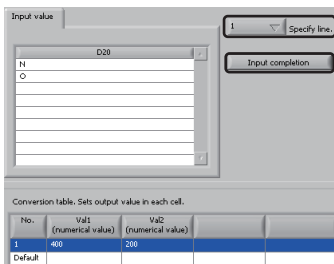 Input value
1
Specify line.
D20
N
O
Input completion
Conversion table. Sets output value in each cell.
No. Val1 (numerical value) Val2 (numerical value)
1 400 200
Default